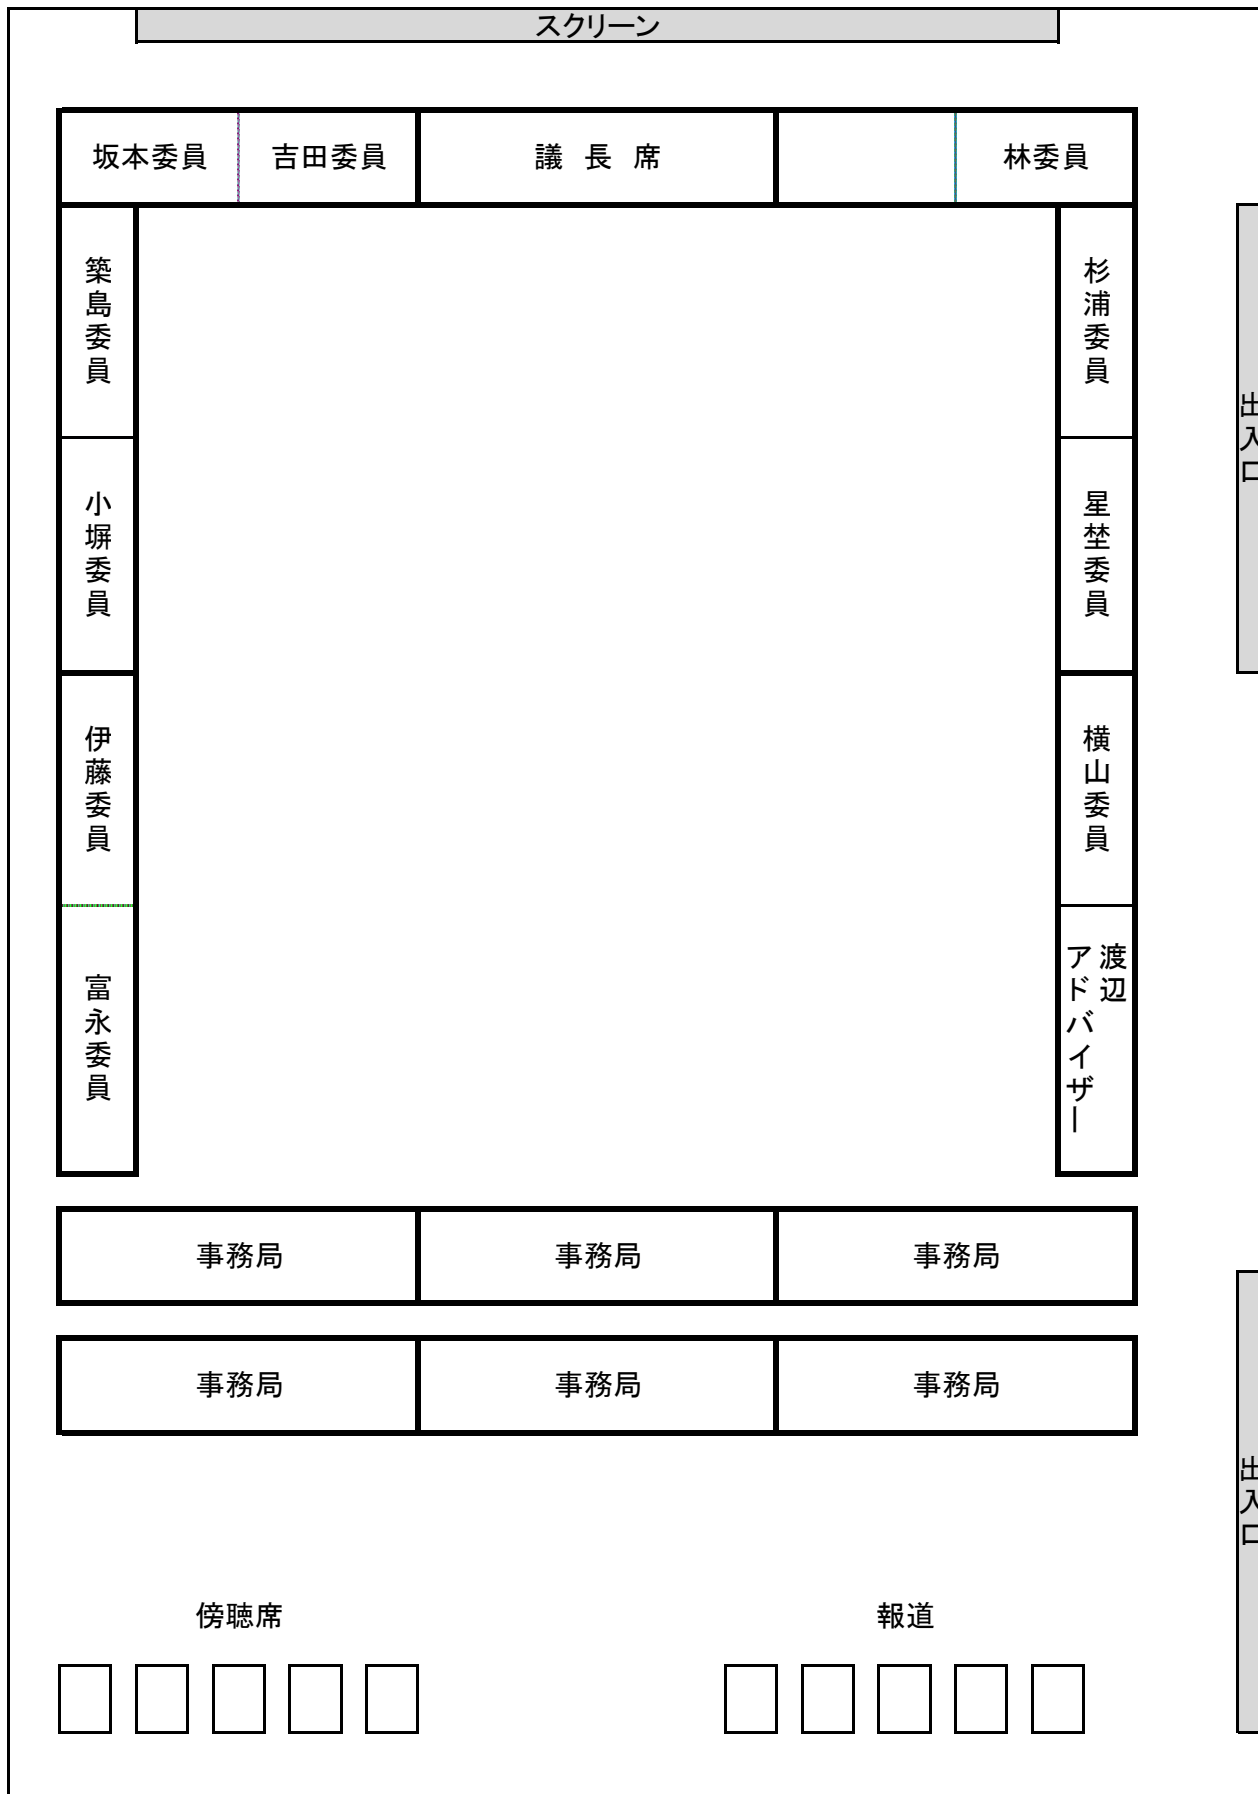 スクリーン
坂本委員
吉田委員
議長席
林委員
築島委員
杉浦委員
小塀委員
星埜委員
伊藤委員
横山委員
富永委員
渡辺
アドバイザー
事務局
事務局
事務局
事務局
事務局
事務局
傍聴席
報道
出入口
出入口